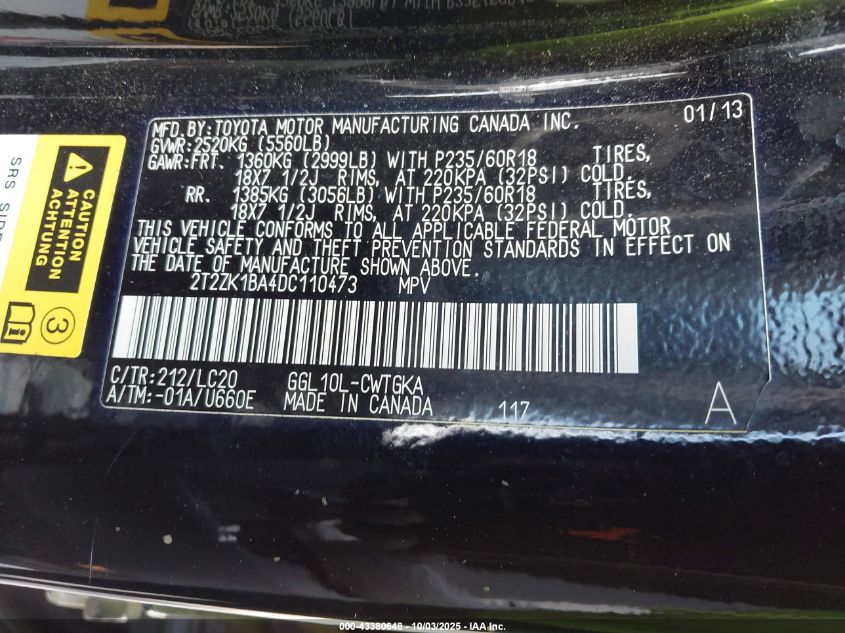 MFD. BY: TOYOTA MOTOR MANUFACTURING CANADA INC. 01/13
GVWR: 2520KG (5560LB)
GAWR: FRT. 1360KG (2999LB) WITH P235/60R18 TIRES,
18X7 1/2J RIMS, AT 220KPA (32PSI) COLD.
RR. 1385KG (3056LB) WITH P235/60R18 TIRES,
18X7 1/2J RIMS, AT 220KPA (32PSI) COLD.
THIS VEHICLE CONFORMS TO ALL APPLICABLE FEDERAL MOTOR
VEHICLE SAFETY AND THEFT PREVENTION STANDARDS IN EFFECT ON
THE DATE OF MANUFACTURE SHOWN ABOVE.
2T2ZK1BA4DC110473 MPV
C/TR: 212/LC20 GGL10L-CWTGKA
A/TM: -01A/U660E MADE IN CANADA 117 A
SRS SIDE
CAUTION
ATTENTION
ACHTUNG
3
000-43380648 - 10/03/2025 - IAA Inc.